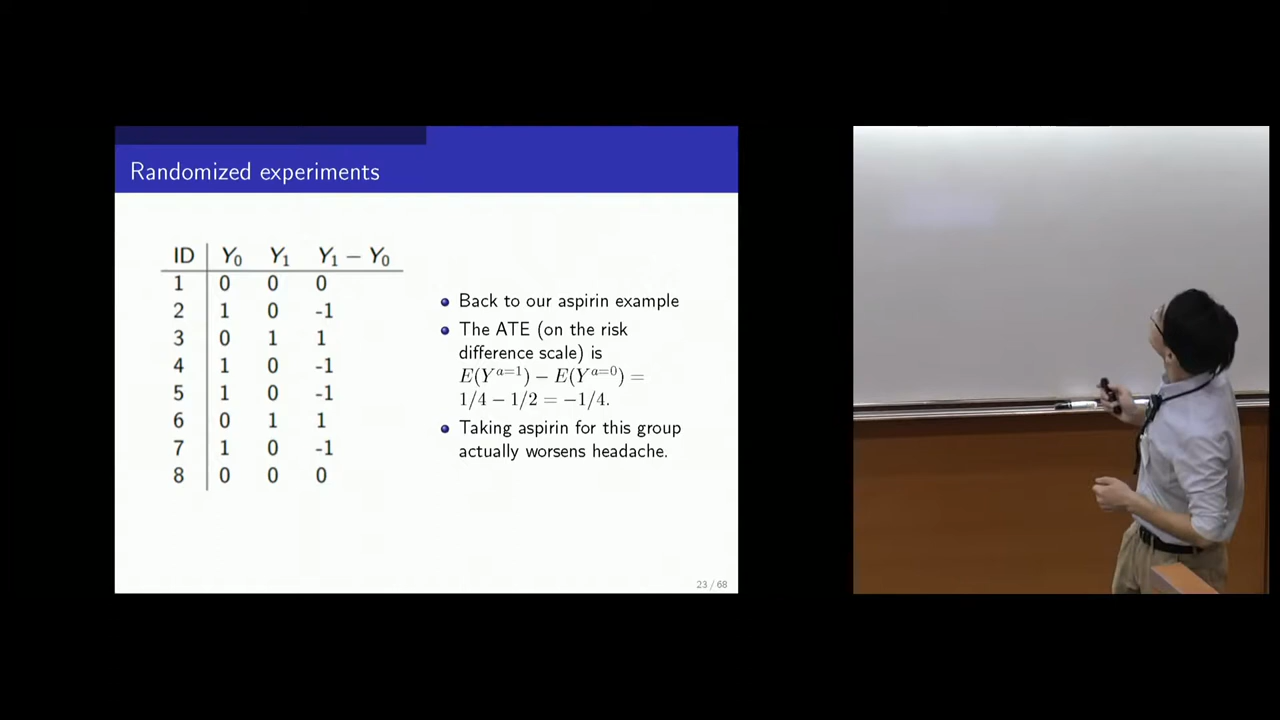 Randomized experiments
ID Y0 Y1 Y1 − Y0
1 0 0 0
2 1 0 -1
3 0 1 1
4 1 0 -1
5 1 0 -1
6 0 1 1
7 1 0 -1
8 0 0 0
Back to our aspirin example
The ATE (on the risk
difference scale) is
E(Y^{a=1}) − E(Y^{a=0}) =
1/4 − 1/2 = −1/4.
Taking aspirin for this group
actually worsens headache.
23 / 68